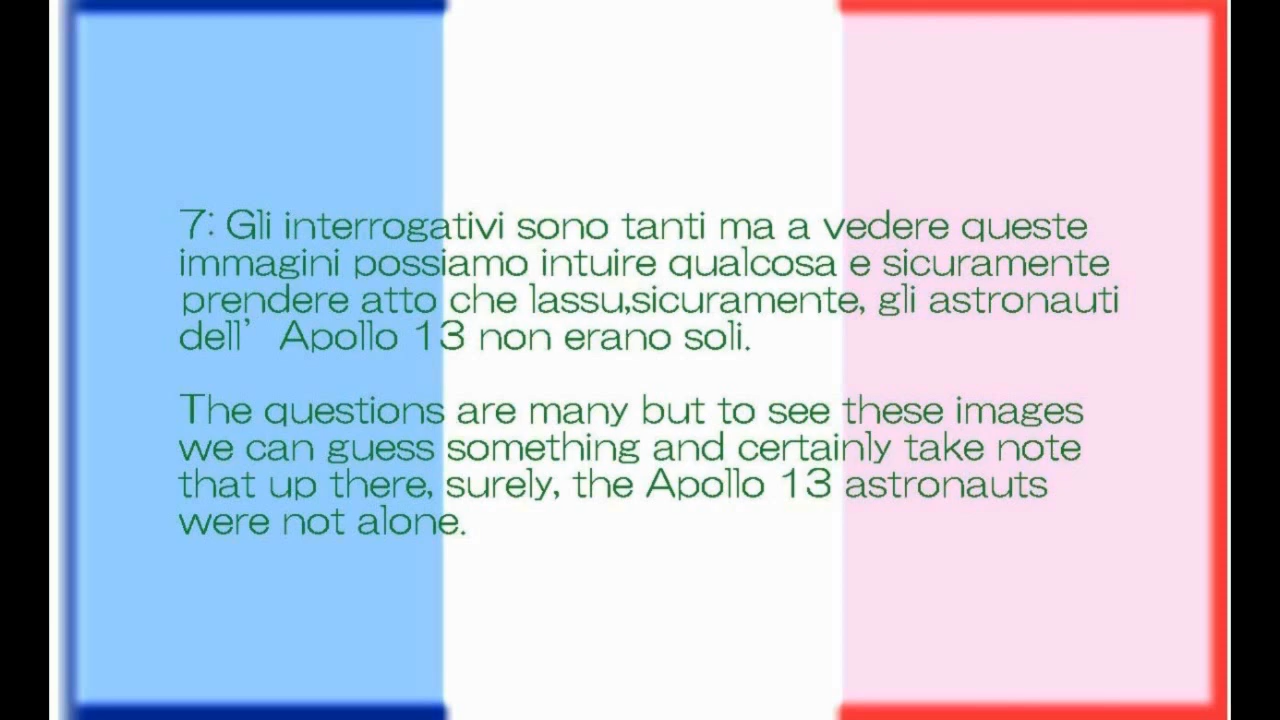 7: Gli interrogativi sono tanti ma a vedere queste
immagini possiamo intuire qualcosa e sicuramente
prendere atto che lassu,sicuramente, gli astronauti
dell’ Apollo 13 non erano soli.
The questions are many but to see these images
we can guess something and certainly take note
that up there, surely, the Apollo 13 astronauts
were not alone.